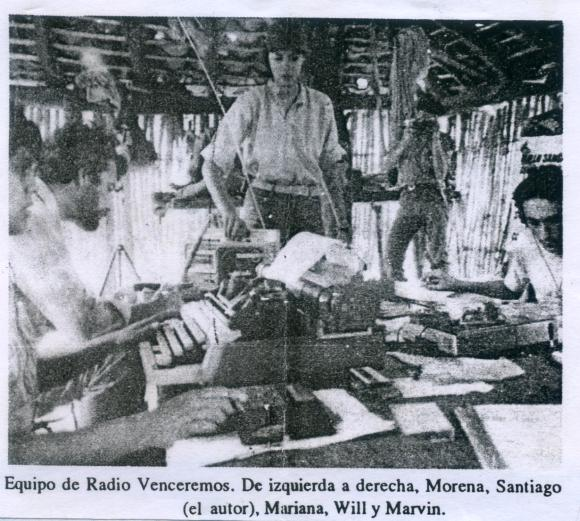 Equipo de Radio Venceremos. De izquierda a derecha, Morena, Santiago
(el autor), Mariana, Will y Marvin.